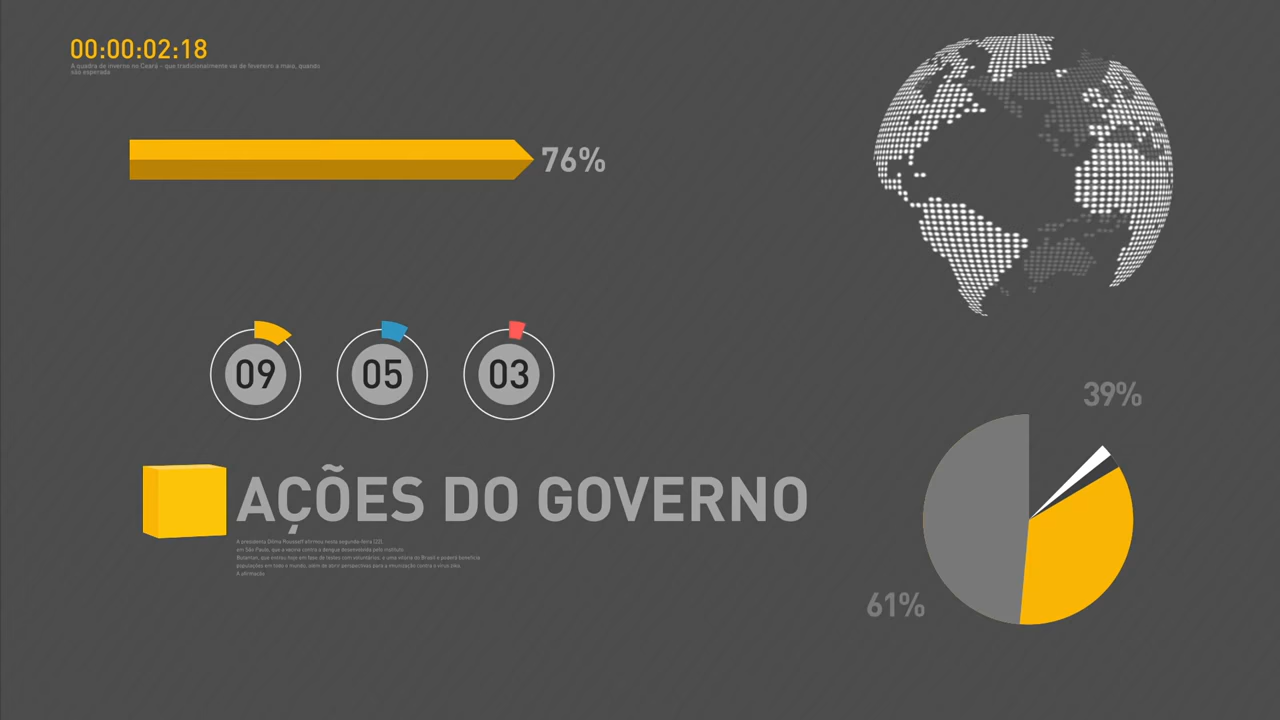 00:00:02:18
A quadra de inverno no Ceará – que tradicionalmente vai de fevereiro a maio, quando
são esperada
76%
09 05 03
39%
AÇÕES DO GOVERNO
A presidenta Dilma Rousseff afirmou nesta segunda-feira (22),
em São Paulo, que a vacina contra a dengue desenvolvida pelo Instituto
Butantan, que entrou hoje em fase de testes com voluntários, é uma vitória do Brasil e poderá beneficiar
populações em todo o mundo, além de abrir perspectivas para a imunização contra o vírus zika.
A afirmação
61%